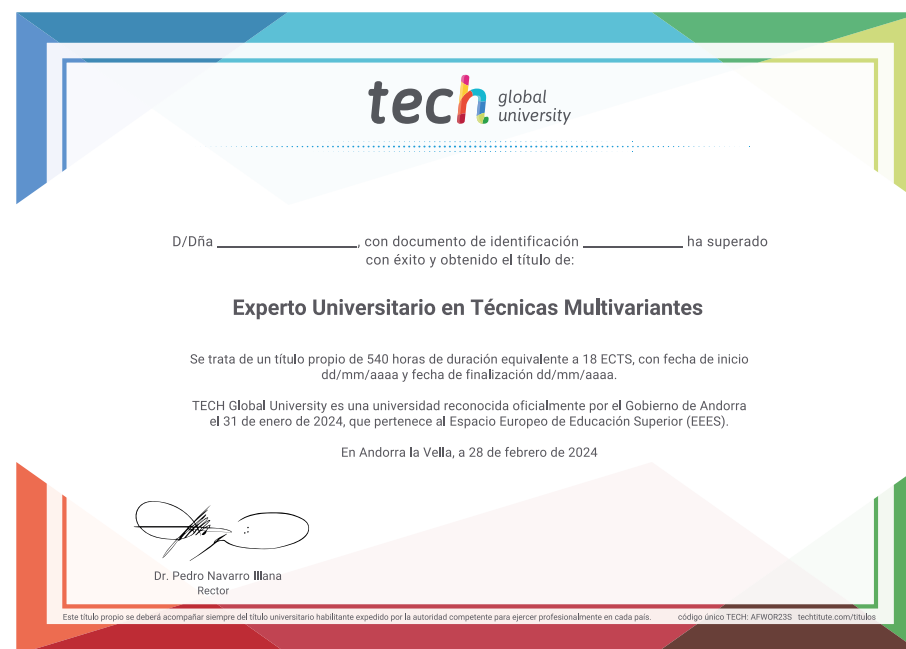 tech global university
D/Dña ____________________, con documento de identificación ______________ ha superado
con éxito y obtenido el título de:
Experto Universitario en Técnicas Multivariantes
Se trata de un título propio de 540 horas de duración equivalente a 18 ECTS, con fecha de inicio
dd/mm/aaaa y fecha de finalización dd/mm/aaaa.
TECH Global University es una universidad reconocida oficialmente por el Gobierno de Andorra
el 31 de enero de 2024, que pertenece al Espacio Europeo de Educación Superior (EEES).
En Andorra la Vella, a 28 de febrero de 2024
Dr. Pedro Navarro Illana
Rector
Este título propio se deberá acompañar siempre del título universitario habilitante expedido por la autoridad competente para ejercer profesionalmente en cada país. código único TECH: AFWOR23S techtitute.com/titulos